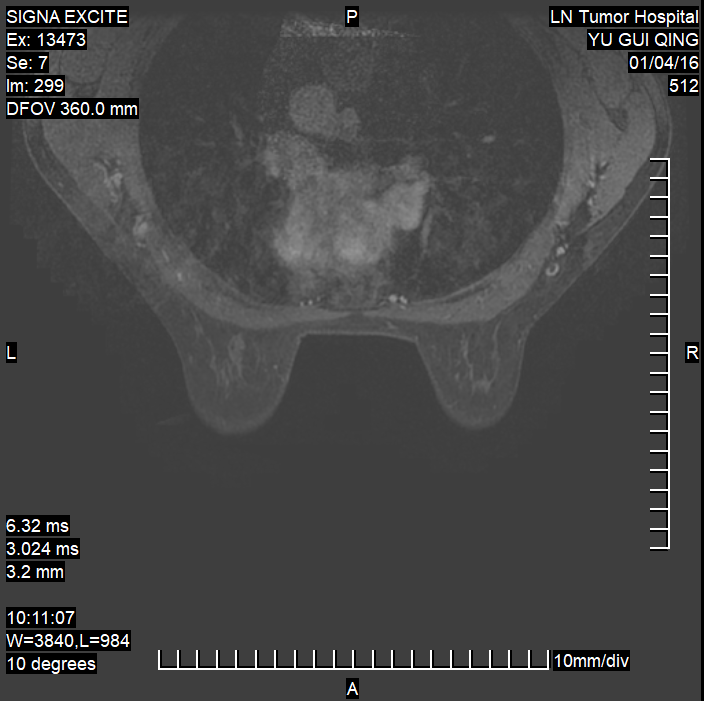 SIGNA EXCITE
Ex: 13473
Se: 7
Im: 299
DFOV 360.0 mm
P
LN Tumor Hospital
YU GUI QING
01/04/16
512
L
R
6.32 ms
3.024 ms
3.2 mm
10:11:07
W=3840,L=984
10 degrees
10mm/div
A